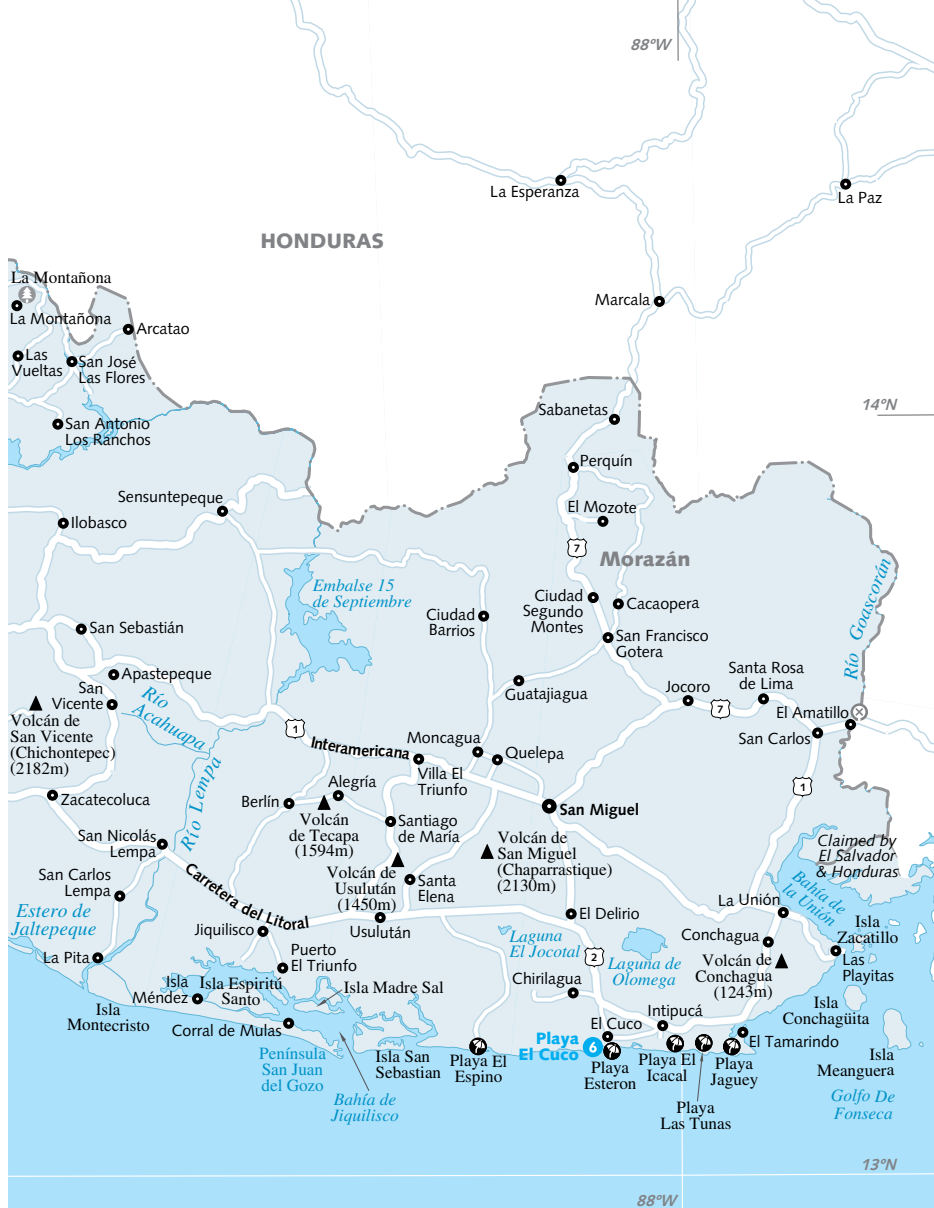 88ºW
La Esperanza
La Paz
HONDURAS
La Montañona
La Montañona
Marcala
Arcatao
Las
Vueltas
San José
Las Flores
Sabanetas
14ºN
San Antonio
Los Ranchos
Perquín
Sensuntepeque
El Mozote
Ilobasco
7
Morazán
Embalse 15
de Septiembre
Río Goascorán
Ciudad
Segundo
Montes
Cacaopera
Ciudad
Barrios
San Sebastián
San Francisco
Gotera
Apastepeque
Santa Rosa
de Lima
San
Vicente
Río
Acahuapa
Guatajiagua
Jocoro
7
El Amatillo
Volcán de
San Vicente
(Chichontepec)
(2182m)
1
Interamericana
Moncagua
Quelepa
San Carlos
Villa El
Triunfo
Río Lempa
Alegría
1
Zacatecoluca
Berlín
San Miguel
Volcán
de Tecapa
(1594m)
Santiago
de María
San Nicolás
Lempa
Volcán de
San Miguel
(Chaparrastique)
(2130m)
Claimed by
El Salvador
& Honduras
Volcán de
Usulután
(1450m)
Santa
Elena
San Carlos
Lempa
Carretera del Litoral
Bahía de
la Unión
La Unión
Estero de
Jaltepeque
Usulután
El Delirio
Isla
Zacatillo
Jiquilisco
Laguna
El Jocotal
Conchagua
Puerto
El Triunfo
2
Laguna de
Olomega
Volcán de
Conchagua
(1243m)
Las
Playitas
La Pita
Isla
Méndez
Isla Espiritú
Santo
Isla Madre Sal
Chirilagua
Isla
Montecristo
Intipucá
Isla
Conchagüita
Corral de Mulas
El Cuco
El Tamarindo
Península
San Juan
del Gozo
Isla San
Sebastian
Playa El
Espino
Playa
El Cuco
6
Playa
Esteron
Playa El
Icacal
Playa
Jaguey
Isla
Meanguera
Bahía de
Jiquilisco
Playa
Las Tunas
Golfo De
Fonseca
13ºN
88ºW